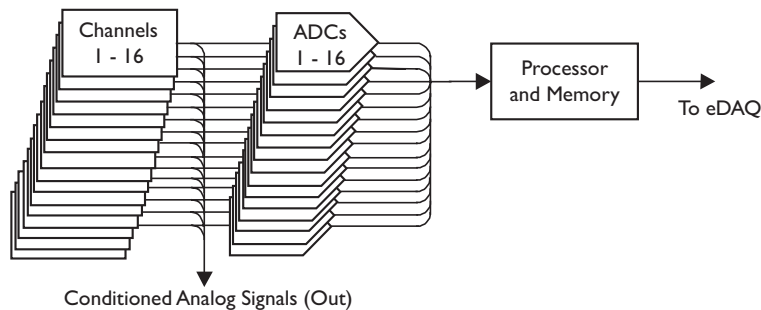 Channels
1 - 16
ADCs
1 - 16
Processor
and Memory
To eDAQ
Conditioned Analog Signals (Out)